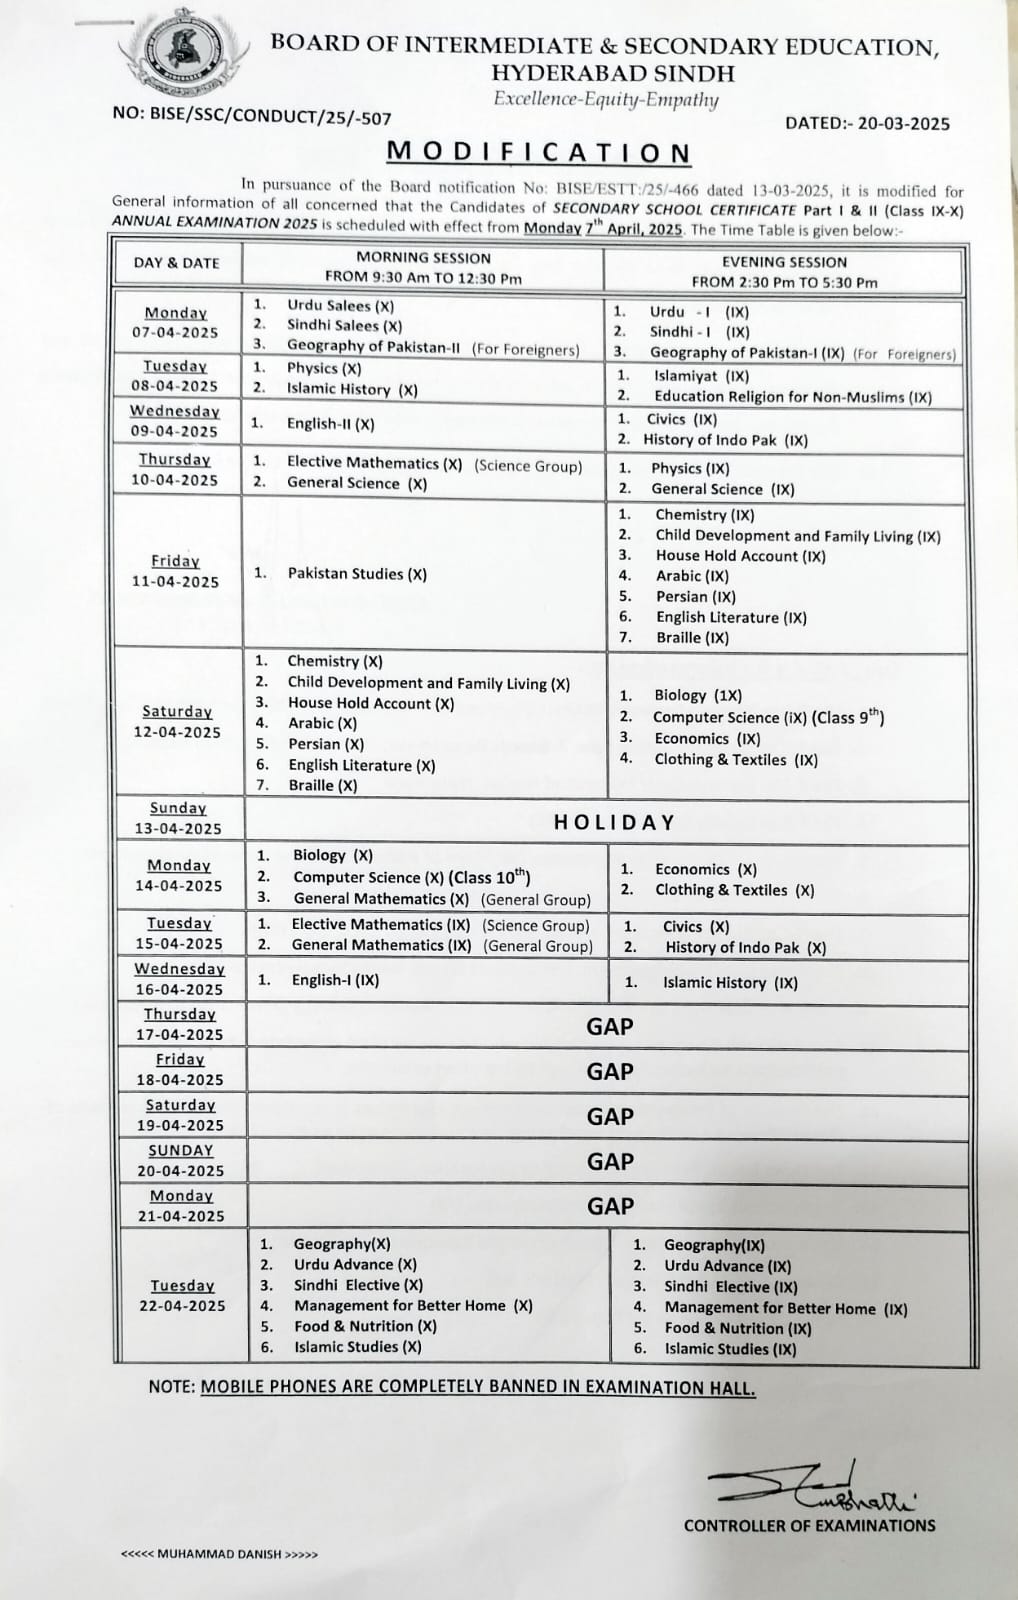 BOARD OF INTERMEDIATE & SECONDARY EDUCATION,
HYDERABAD SINDH
Excellence-Equity-Empathy
NO: BISE/SSC/CONDUCT/25/-507
DATED:- 20-03-2025
MODIFICATION
In pursuance of the Board notification No: BISE/ESTT:/25/-466 dated 13-03-2025, it is modified for
General information of all concerned that the Candidates of SECONDARY SCHOOL CERTIFICATE Part I & II (Class IX-X)
ANNUAL EXAMINATION 2025 is scheduled with effect from Monday 7th April, 2025. The Time Table is given below:-
DAY & DATE
MORNING SESSION
FROM 9:30 Am TO 12:30 Pm
EVENING SESSION
FROM 2:30 Pm TO 5:30 Pm
Monday
07-04-2025
1. Urdu Salees (X)
2. Sindhi Salees (X)
3. Geography of Pakistan-II (For Foreigners)
1. Urdu - I (IX)
2. Sindhi - I (IX)
3. Geography of Pakistan-I (IX) (For Foreigners)
Tuesday
08-04-2025
1. Physics (X)
2. Islamic History (X)
1. Islamiyat (IX)
2. Education Religion for Non-Muslims (IX)
Wednesday
09-04-2025
1. English-II (X)
1. Civics (IX)
2. History of Indo Pak (IX)
Thursday
10-04-2025
1. Elective Mathematics (X) (Science Group)
2. General Science (X)
1. Physics (IX)
2. General Science (IX)
Friday
11-04-2025
1. Pakistan Studies (X)
1. Chemistry (IX)
2. Child Development and Family Living (IX)
3. House Hold Account (IX)
4. Arabic (IX)
5. Persian (IX)
6. English Literature (IX)
7. Braille (IX)
Saturday
12-04-2025
1. Chemistry (X)
2. Child Development and Family Living (X)
3. House Hold Account (X)
4. Arabic (X)
5. Persian (X)
6. English Literature (X)
7. Braille (X)
1. Biology (1X)
2. Computer Science (iX) (Class 9th)
3. Economics (IX)
4. Clothing & Textiles (IX)
Sunday
13-04-2025
HOLIDAY
Monday
14-04-2025
1. Biology (X)
2. Computer Science (X) (Class 10th)
3. General Mathematics (X) (General Group)
1. Economics (X)
2. Clothing & Textiles (X)
Tuesday
15-04-2025
1. Elective Mathematics (IX) (Science Group)
2. General Mathematics (IX) (General Group)
1. Civics (X)
2. History of Indo Pak (X)
Wednesday
16-04-2025
1. English-I (IX)
1. Islamic History (IX)
Thursday
17-04-2025
GAP
Friday
18-04-2025
GAP
Saturday
19-04-2025
GAP
SUNDAY
20-04-2025
GAP
Monday
21-04-2025
GAP
Tuesday
22-04-2025
1. Geography(X)
2. Urdu Advance (X)
3. Sindhi Elective (X)
4. Management for Better Home (X)
5. Food & Nutrition (X)
6. Islamic Studies (X)
1. Geography(IX)
2. Urdu Advance (IX)
3. Sindhi Elective (IX)
4. Management for Better Home (IX)
5. Food & Nutrition (IX)
6. Islamic Studies (IX)
NOTE: MOBILE PHONES ARE COMPLETELY BANNED IN EXAMINATION HALL.
CONTROLLER OF EXAMINATIONS
<<<<< MUHAMMAD DANISH >>>>>